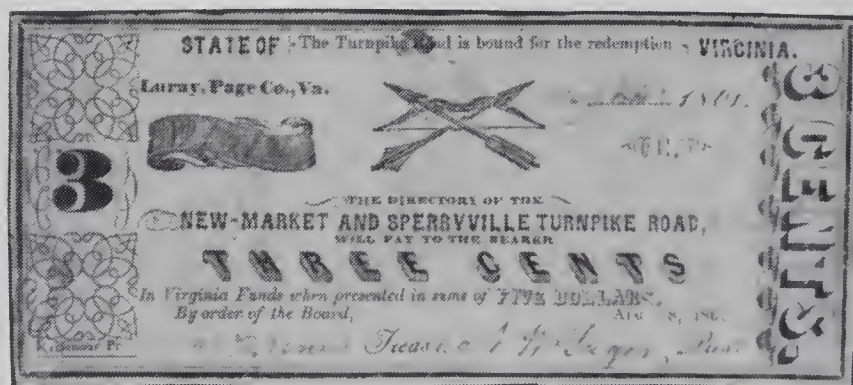 STATE OF The Turnpike Road is bound for the redemption VIRGINIA.
Luray, Page Co., Va.
1861.
3
THE DIRECTORY OF THE
NEW-MARKET AND SPERRYVILLE TURNPIKE ROAD,
WILL PAY TO THE BEARER
THREE CENTS
In Virginia Funds when presented in sums of FIVE DOLLARS.
By order of the Board,
Treas.
3 CENTS.